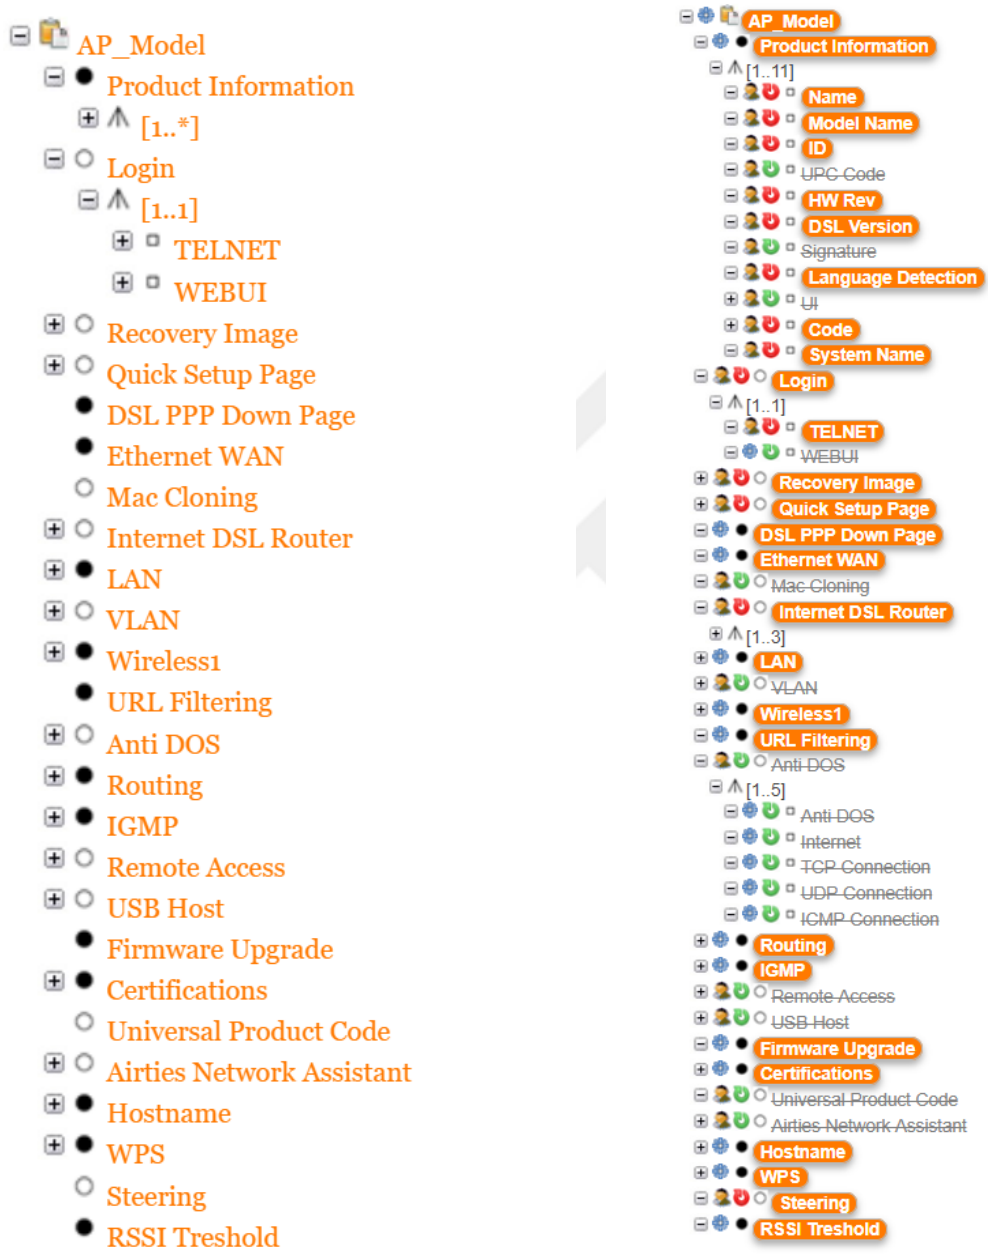 AP_Model
Product Information
[1..*]
Login
[1..1]
TELNET
WEBUI
Recovery Image
Quick Setup Page
DSL PPP Down Page
Ethernet WAN
Mac Cloning
Internet DSL Router
LAN
VLAN
Wireless1
URL Filtering
Anti DOS
Routing
IGMP
Remote Access
USB Host
Firmware Upgrade
Certifications
Universal Product Code
Airties Network Assistant
Hostname
WPS
Steering
RSSI Treshold
AP_Model
Product Information
[1..11]
Name
Model Name
ID
UPC Code
HW Rev
DSL Version
Signature
Language Detection
UI
Code
System Name
Login
[1..1]
TELNET
WEBUI
Recovery Image
Quick Setup Page
DSL PPP Down Page
Ethernet WAN
Mac Cloning
Internet DSL Router
[1..3]
LAN
VLAN
Wireless1
URL Filtering
Anti DOS
[1..5]
Anti DOS
Internet
TCP Connection
UDP Connection
ICMP Connection
Routing
IGMP
Remote Access
USB Host
Firmware Upgrade
Certifications
Universal Product Code
Airties Network Assistant
Hostname
WPS
Steering
RSSI Treshold